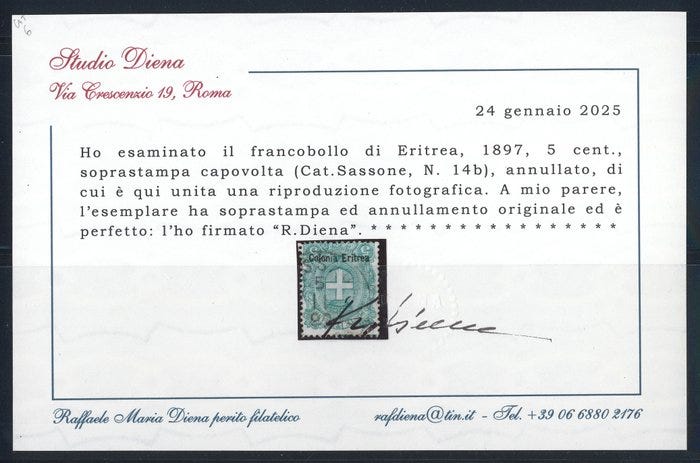 Studio Diena
Via Crescenzio 19, Roma
24 gennaio 2025
Ho esaminato il francobollo di Eritrea, 1897, 5 cent.,
soprastampa capovolta (Cat.Sassone, N. 14b), annullato, di
cui è qui unita una riproduzione fotografica. A mio parere,
l'esemplare ha soprastampa ed annullamento originale ed è
perfetto: l'ho firmato “R.Diena”. * * * * * * * * * * * * * * * * *
Colonia Eritrea
Raffaele Maria Diena perito filatelico
rafdiena@tin.it - Tel. +39 06 6880 2176